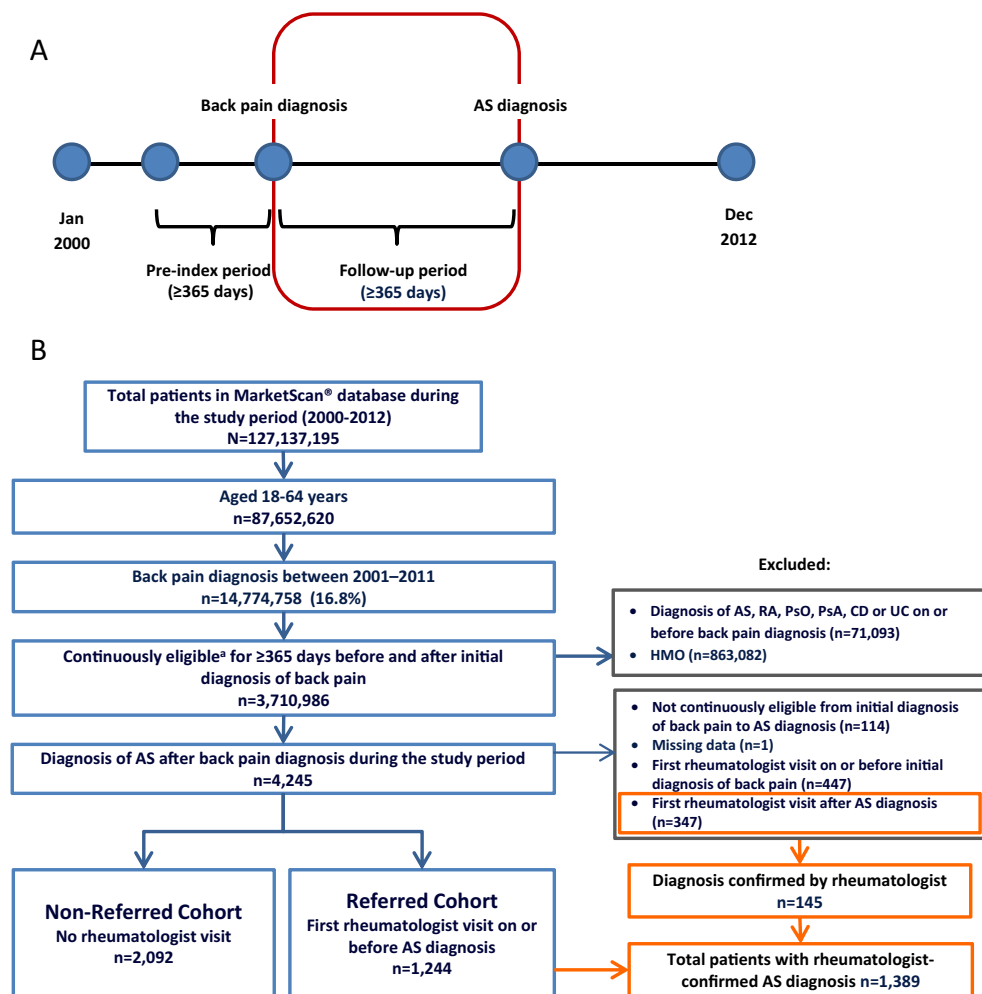 A
Back pain diagnosis
AS diagnosis
Jan
2000
Dec
2012
Pre-index period
(≥365 days)
Follow-up period
(≥365 days)
B
Total patients in MarketScan® database during
the study period (2000-2012)
N=127,137,195
Aged 18-64 years
n=87,652,620
Back pain diagnosis between 2001–2011
n=14,774,758 (16.8%)
Continuously eligibleᵃ for ≥365 days before and after initial
diagnosis of back pain
n=3,710,986
Diagnosis of AS after back pain diagnosis during the study period
n=4,245
Non-Referred Cohort
No rheumatologist visit
n=2,092
Referred Cohort
First rheumatologist visit on or
before AS diagnosis
n=1,244
Excluded:
• Diagnosis of AS, RA, PsO, PsA, CD or UC on or
before back pain diagnosis (n=71,093)
• HMO (n=863,082)
• Not continuously eligible from initial diagnosis
of back pain to AS diagnosis (n=114)
• Missing data (n=1)
• First rheumatologist visit on or before initial
diagnosis of back pain (n=447)
• First rheumatologist visit after AS diagnosis
(n=347)
Diagnosis confirmed by rheumatologist
n=145
Total patients with rheumatologist-
confirmed AS diagnosis n=1,389